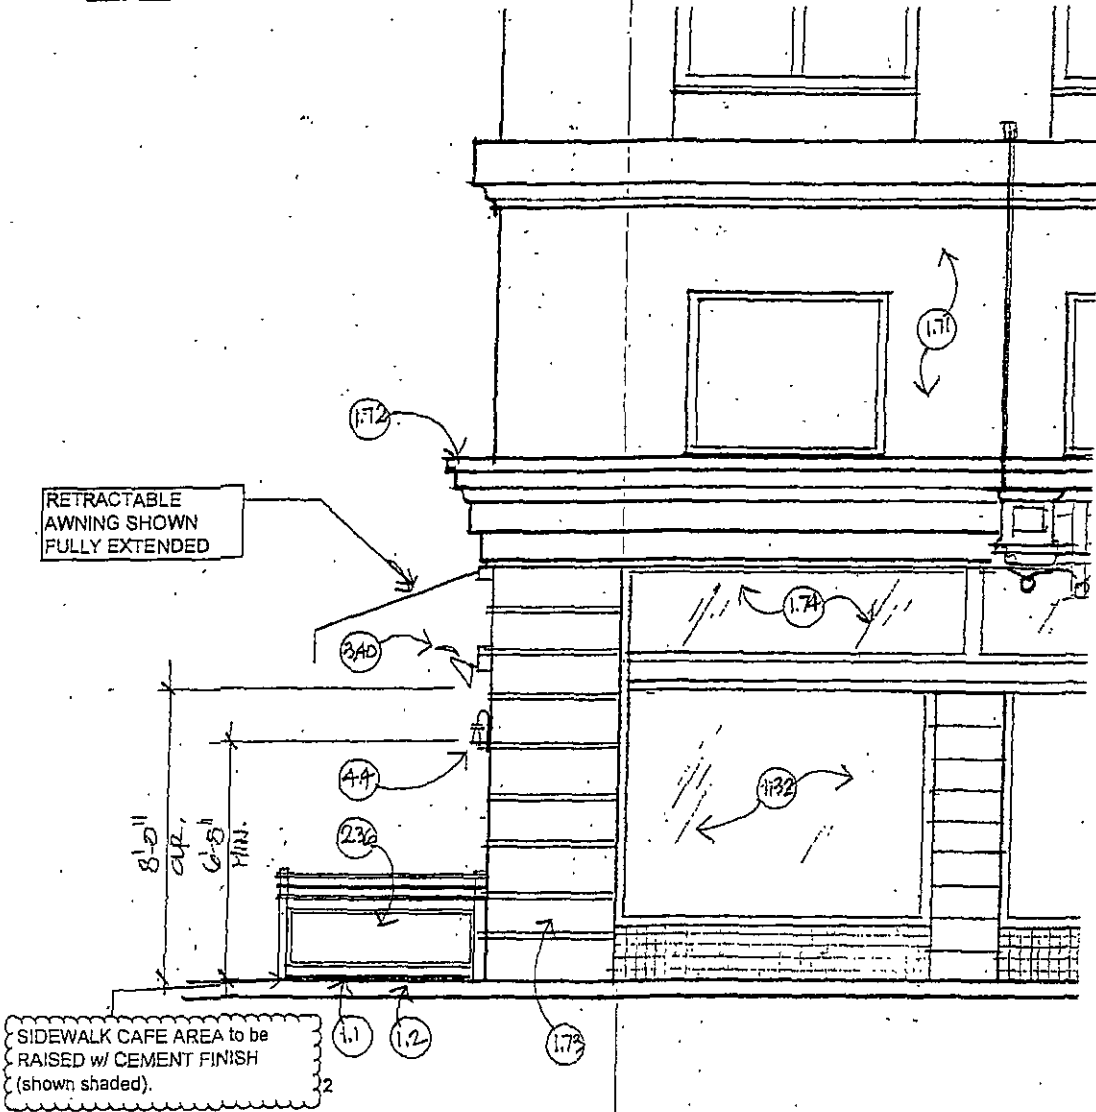 1.71
1.72
RETRACTABLE
AWNING SHOWN
FULLY EXTENDED
1.74
3.40
4.4
1.32
2.36
8'-0"
CLR.
6'-8"
MIN.
1.1
1.2
1.73
SIDEWALK CAFE AREA to be
RAISED w/ CEMENT FINISH
(shown shaded).
2